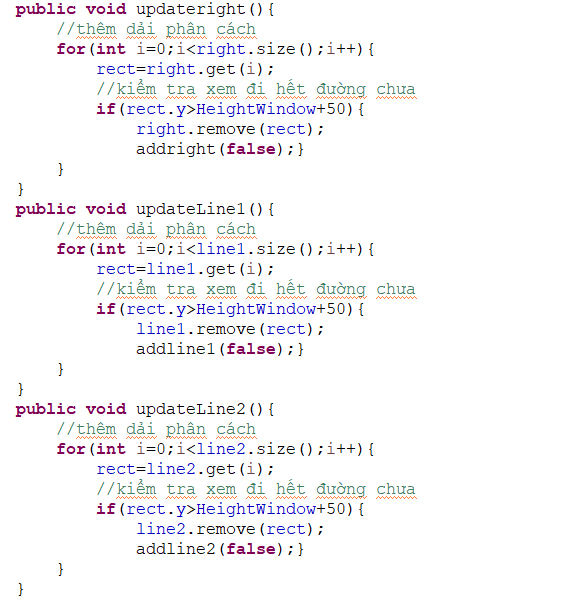 public void updateright(){
    //thêm dải phân cách
    for(int i=0;i<right.size();i++){
        rect=right.get(i);
        //kiểm tra xem đi hết đường chưa
        if(rect.y>HeightWindow+50){
            right.remove(rect);
            addright(false);}
    }
}
public void updateLine1(){
    //thêm dải phân cách
    for(int i=0;i<line1.size();i++){
        rect=line1.get(i);
        //kiểm tra xem đi hết đường chưa
        if(rect.y>HeightWindow+50){
            line1.remove(rect);
            addline1(false);}
    }
}
public void updateLine2(){
    //thêm dải phân cách
    for(int i=0;i<line2.size();i++){
        rect=line2.get(i);
        //kiểm tra xem đi hết đường chưa
        if(rect.y>HeightWindow+50){
            line2.remove(rect);
            addline2(false);}
    }
}